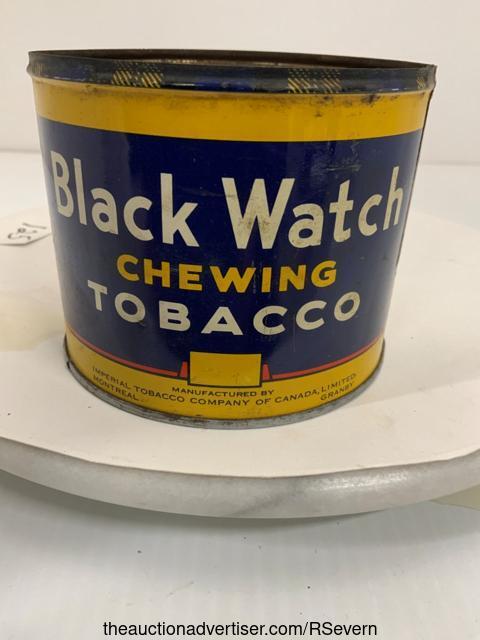 Black Watch
CHEWING
TOBACCO
MANUFACTURED BY
IMPERIAL TOBACCO COMPANY OF CANADA, LIMITED.
MONTREAL GRANBY
theauctionadvertiser.com/RSevern